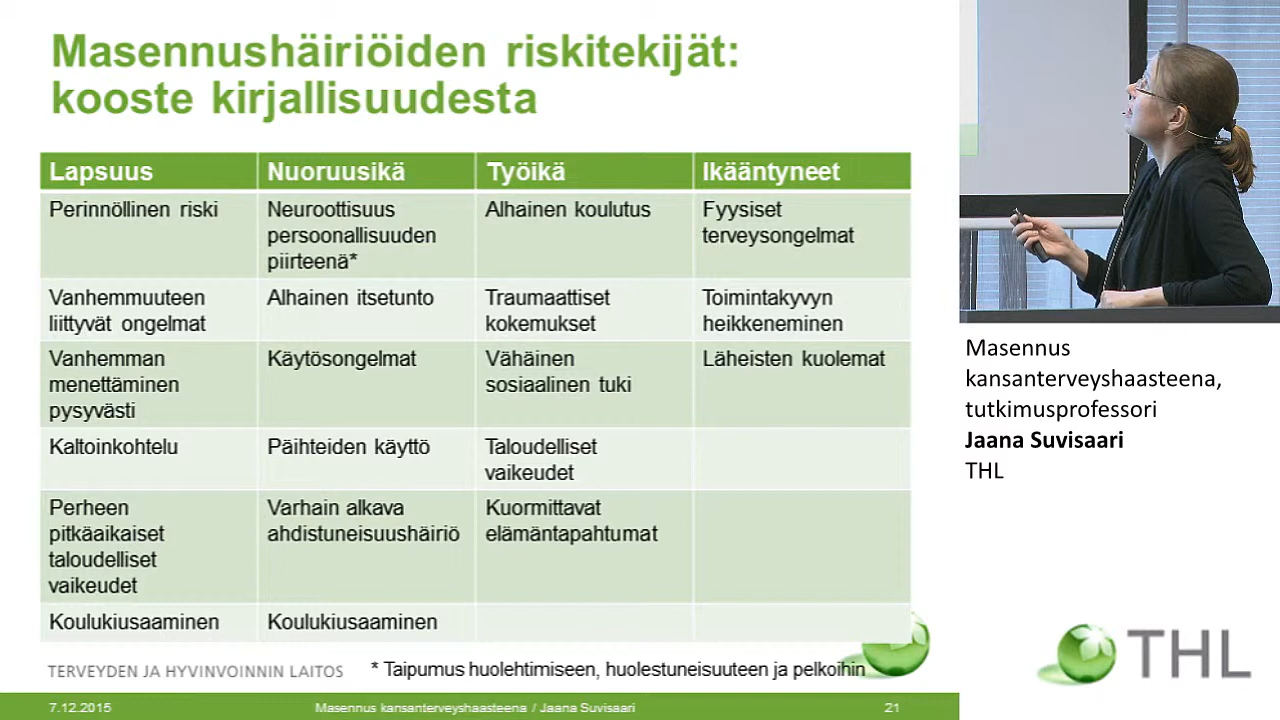 Masennushäiriöiden riskitekijät:
kooste kirjallisuudesta
Lapsuus Nuoruusikä Työikä Ikääntyneet
Perinnöllinen riski
Neuroottisuus
persoonallisuuden
piirteenä*
Alhainen koulutus
Fyysiset
terveysongelmat
Vanhemmuuteen
liittyvät ongelmat
Alhainen itsetunto
Traumaattiset
kokemukset
Toimintakyvyn
heikkeneminen
Vanhemman
menettäminen
pysyvästi
Käytösongelmat
Vähäinen
sosiaalinen tuki
Läheisten kuolemat
Kaltoinkohtelu
Päihteiden käyttö
Taloudelliset
vaikeudet
Perheen
pitkäaikaiset
taloudelliset
vaikeudet
Varhain alkava
ahdistuneisuushäiriö
Kuormittavat
elämäntapahtumat
Koulukiusaaminen
Koulukiusaaminen
TERVEYDEN JA HYVINVOINNIN LAITOS
* Taipumus huolehtimiseen, huolestuneisuuteen ja pelkoihin
7.12.2015
Masennus kansanterveyshaasteena / Jaana Suvisaari
21
Masennus
kansanterveyshaasteena,
tutkimusprofessori
Jaana Suvisaari
THL
THL